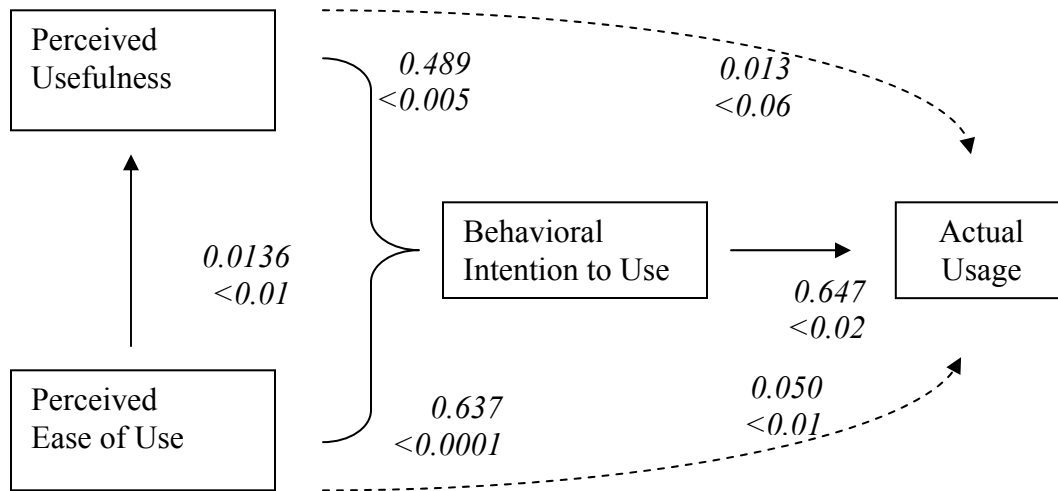 Perceived
Usefulness
0.489
<0.005
0.013
<0.06
0.0136
<0.01
Behavioral
Intention to Use
0.647
<0.02
Actual
Usage
Perceived
Ease of Use
0.637
<0.0001
0.050
<0.01